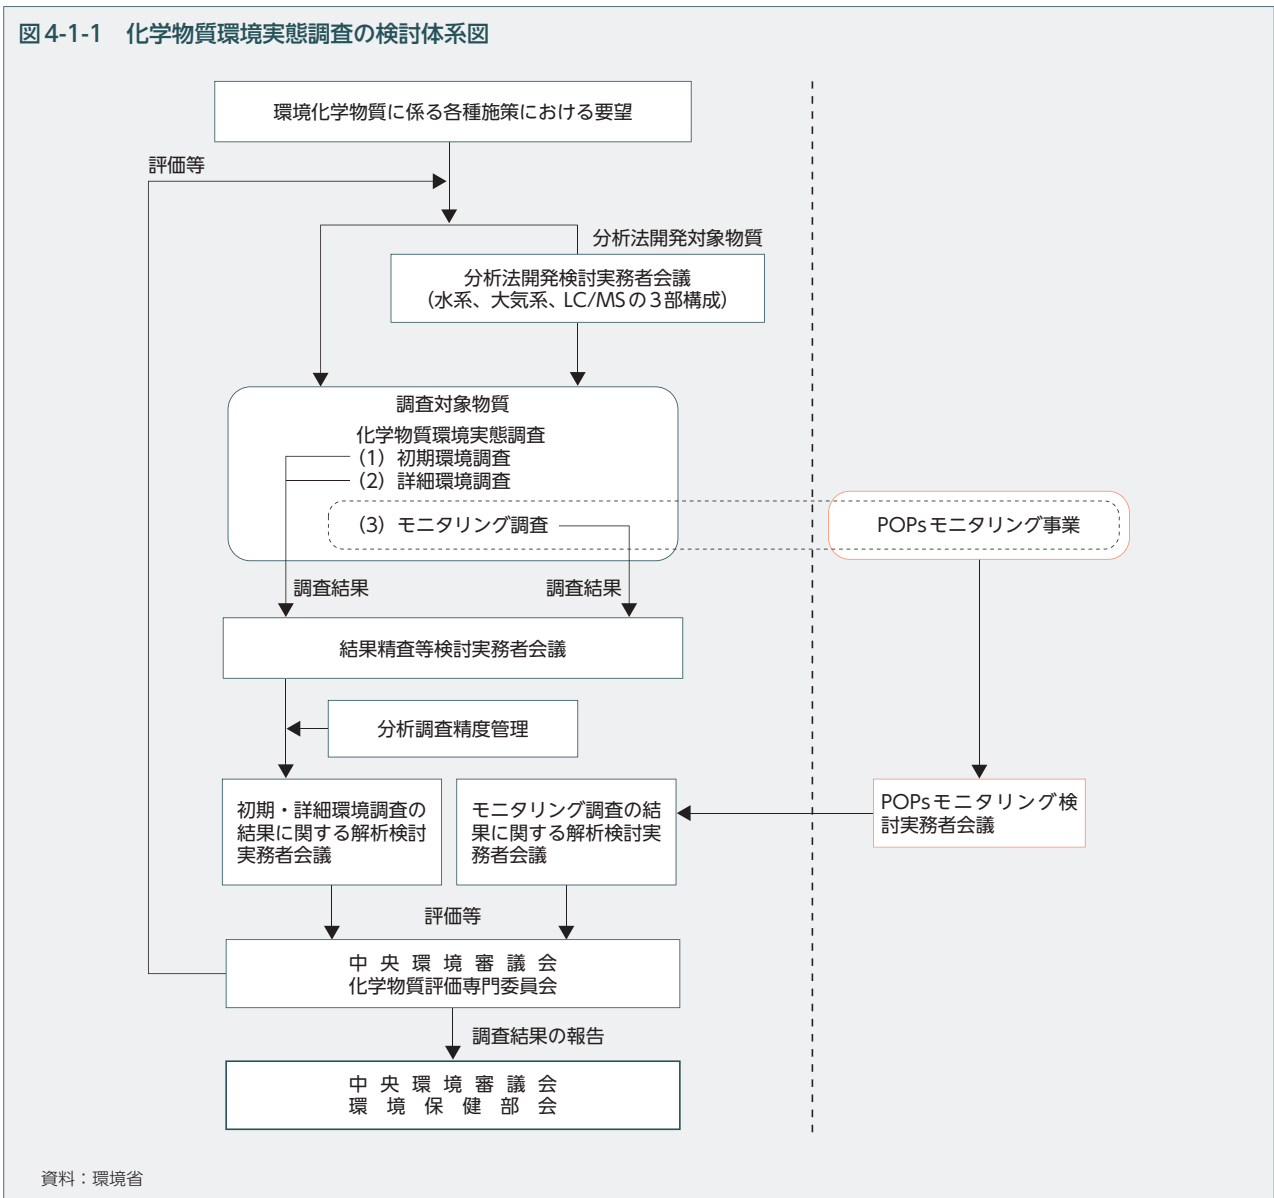 図4-1-1 化学物質環境実態調査の検討体系図
環境化学物質に係る各種施策における要望
評価等
分析法開発対象物質
分析法開発検討実務者会議
（水系、大気系、LC/MSの3部構成）
調査対象物質
化学物質環境実態調査
（1）初期環境調査
（2）詳細環境調査
（3）モニタリング調査
POPsモニタリング事業
調査結果
調査結果
結果精査等検討実務者会議
分析調査精度管理
初期・詳細環境調査の
結果に関する解析検討
実務者会議
モニタリング調査の結
果に関する解析検討実
務者会議
POPsモニタリング検
討実務者会議
評価等
中央環境審議会
化学物質評価専門委員会
調査結果の報告
中央環境審議会
環境保健部会
資料：環境省